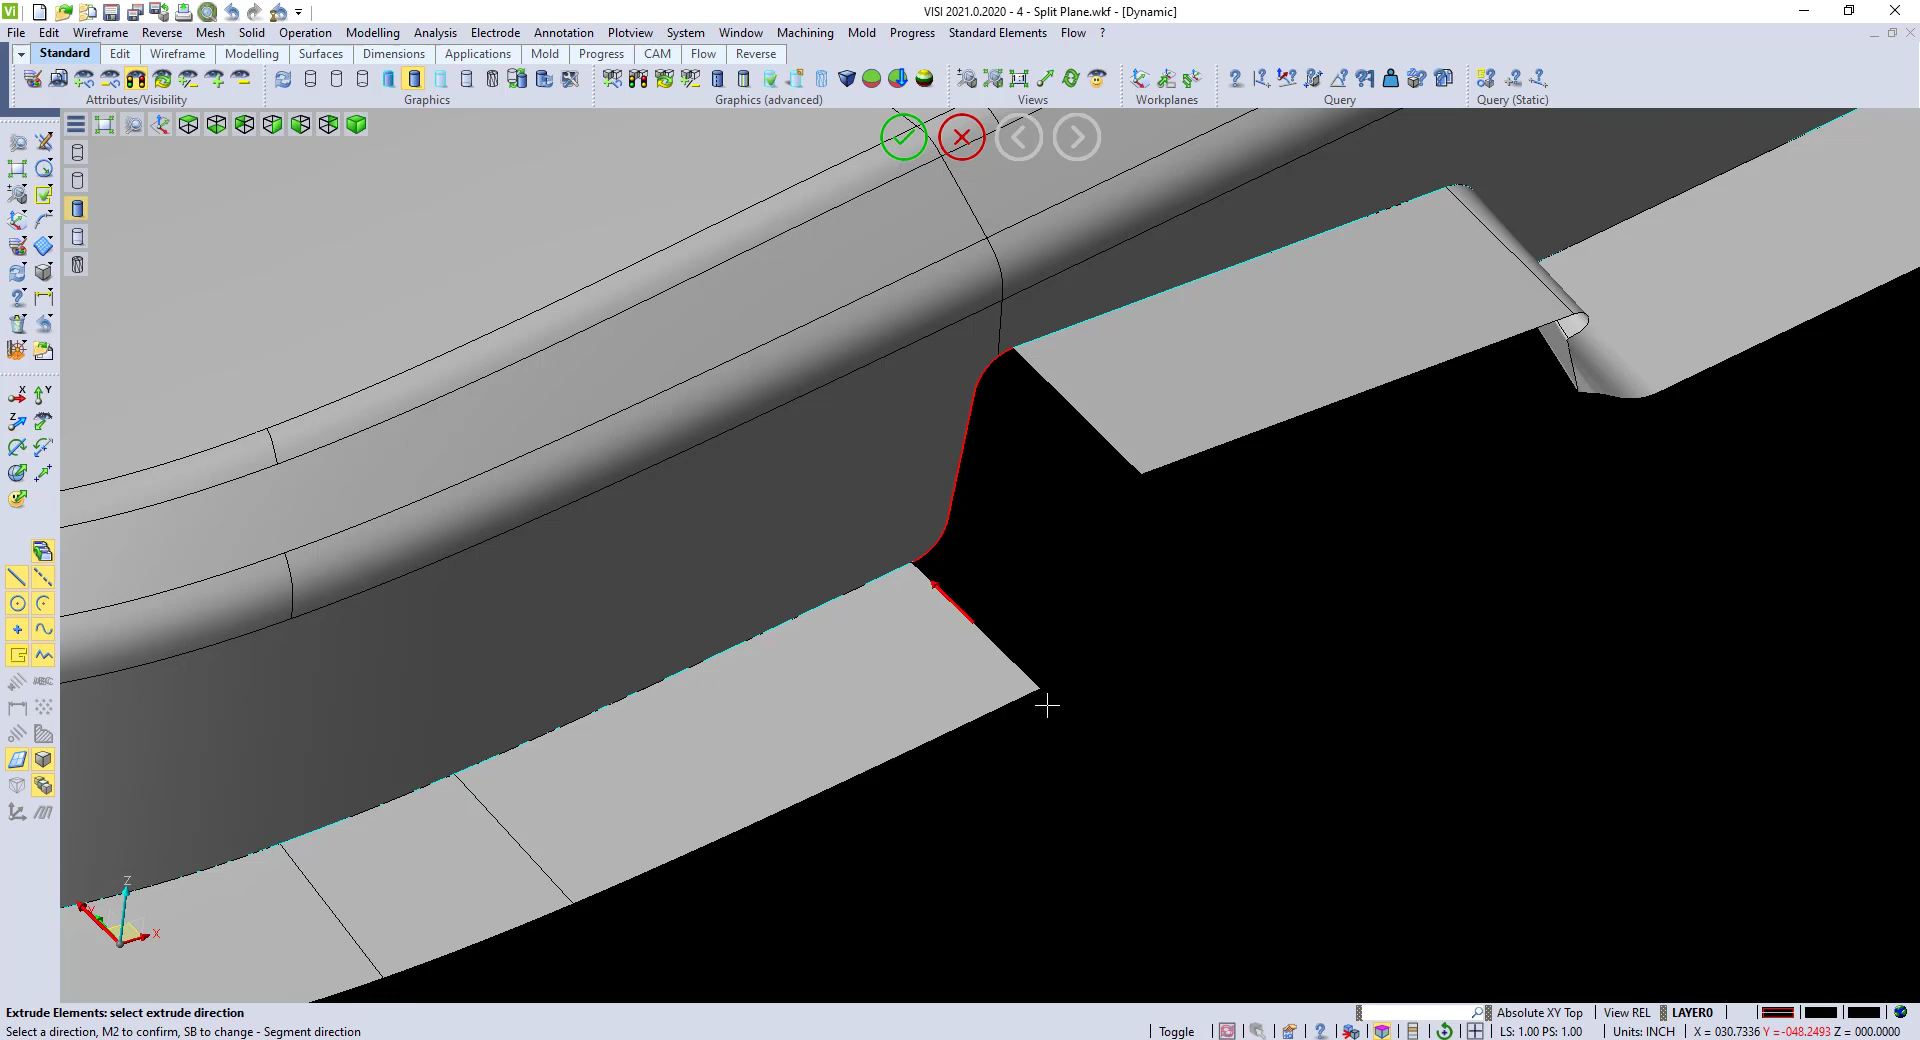 VISI 2021.0.2020 - 4 - Split Plane.wkf - [Dynamic]
File Edit Wireframe Reverse Mesh Solid Operation Modelling Analysis Electrode Annotation Plotview System Window Machining Mold Progress Standard Elements Flow ?
Standard Edit Wireframe Modelling Surfaces Dimensions Applications Mold Progress CAM Flow Reverse
Attributes/Visibility Graphics Graphics (advanced) Views Workplanes Query Query (Static)
X Y
Z
Z
X
Extrude Elements: select extrude direction
Absolute XY Top View REL LAYER0
Select a direction, M2 to confirm, SB to change - Segment direction
Toggle LS: 1.00 PS: 1.00 Units: INCH X = 030.7336 Y =-048.2493 Z = 000.0000